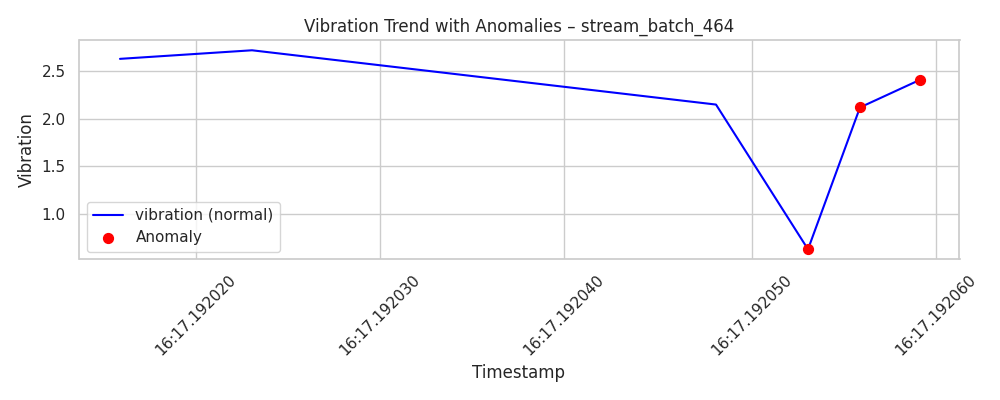 Vibration Trend with Anomalies – stream_batch_464
Vibration
2.5
2.0
1.5
1.0
vibration (normal)
Anomaly
16:17.192020
16:17.192030
16:17.192040
16:17.192050
16:17.192060
Timestamp